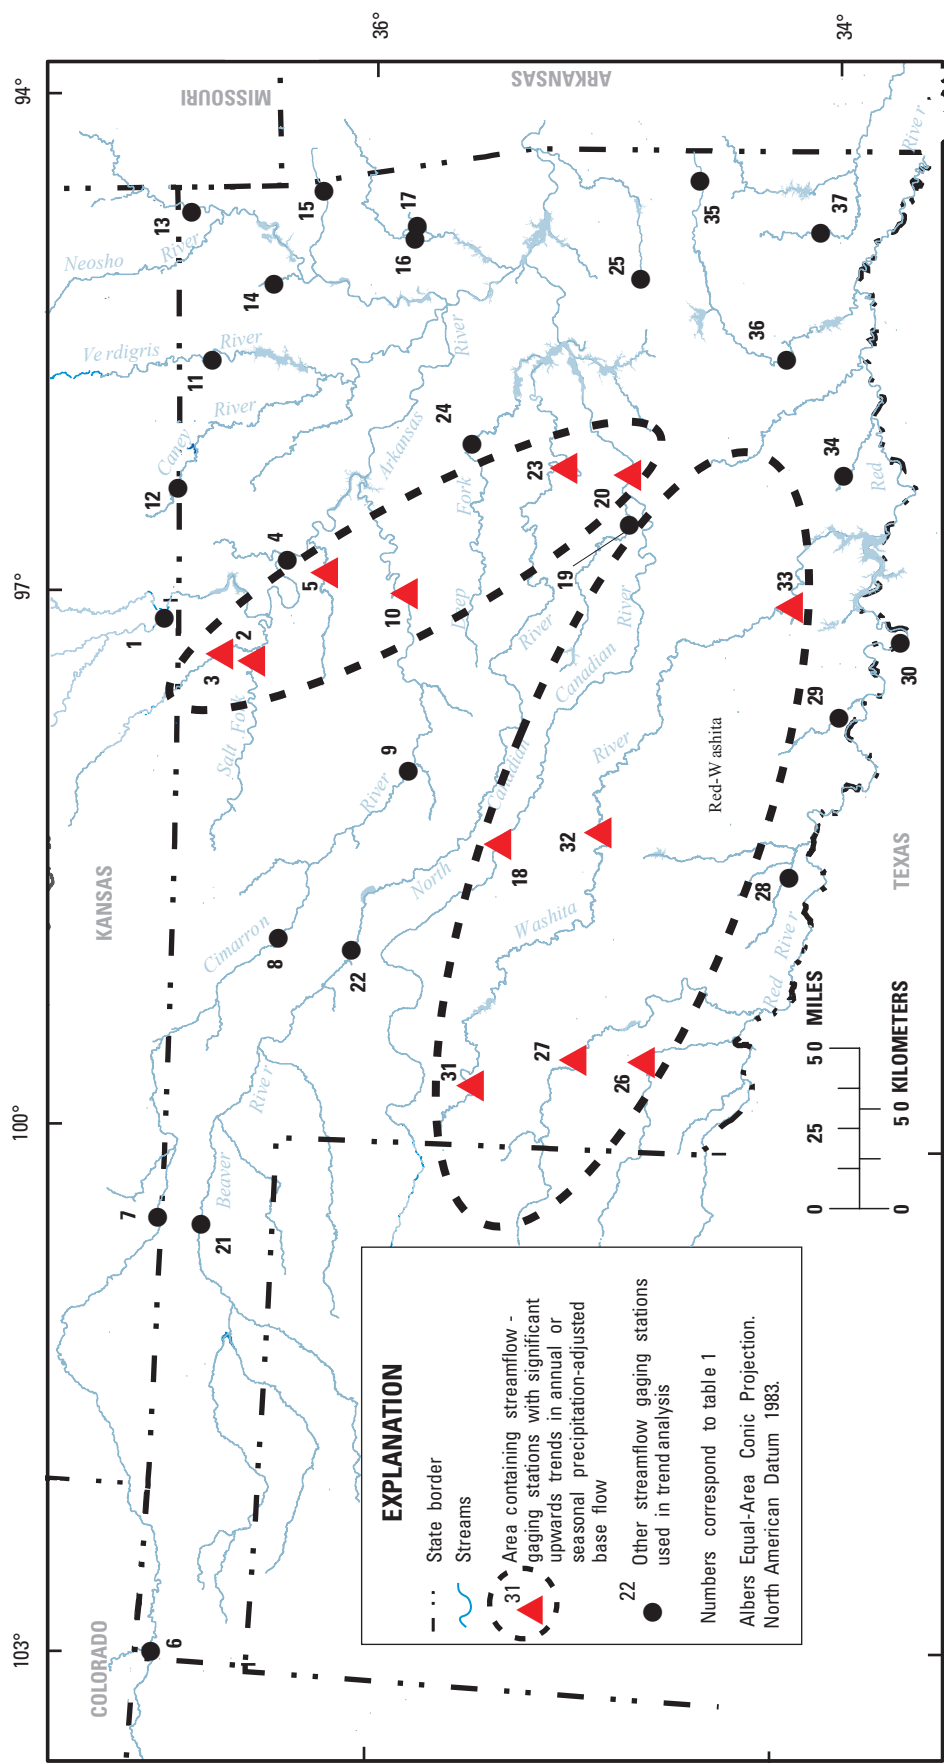 103°
100°
97°
94°
36°
34°
COLORADO
KANSAS
MISSOURI
ARKANSAS
TEXAS
Neosho
River
Verdigris
River
Caney
River
Arkansas
River
Salt Fork
Cimarron
River
Beaver
River
North
Canadian
River
Deep
Fork
Canadian
River
Washita
River
Red-Washita
Red River
Red
River
1
2
3
4
5
6
7
8
9
10
11
12
13
14
15
16
17
18
19
20
21
22
23
24
25
26
27
28
29
30
31
32
33
34
35
36
37
EXPLANATION
State border
Streams
31
Area containing streamflow -
gaging stations with significant
upwards trends in annual or
seasonal precipitation-adjusted
base flow
22
Other streamflow gaging stations
used in trend analysis
Numbers correspond to table 1
Albers Equal-Area Conic Projection.
North American Datum 1983.
0 25 50 MILES
0 50 KILOMETERS